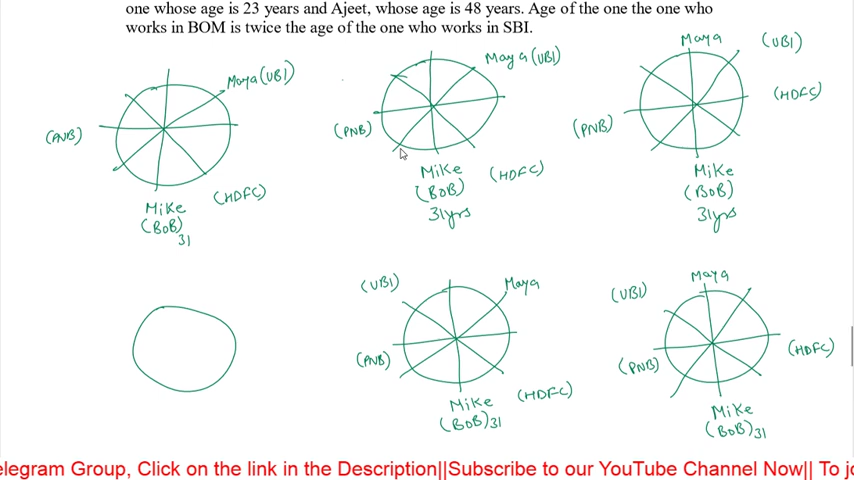 one whose age is 23 years and Ajeet, whose age is 48 years. Age of the one the one who
works in BOM is twice the age of the one who works in SBI.
Maya (UBI)
(PNB)
Mike
(BOB)
31
(HDFC)
Maya (UBI)
(PNB)
Mike
(BOB)
31yrs
(HDFC)
Maya
(UBI)
(HDFC)
(PNB)
Mike
(BOB)
31yrs
(UBI)
Maya
(PNB)
Mike
(BOB) 31
(HDFC)
Maya
(UBI)
(HDFC)
(PNB)
Mike
(BOB) 31
elegram Group, Click on the link in the Description||Subscribe to our YouTube Channel Now|| To jo